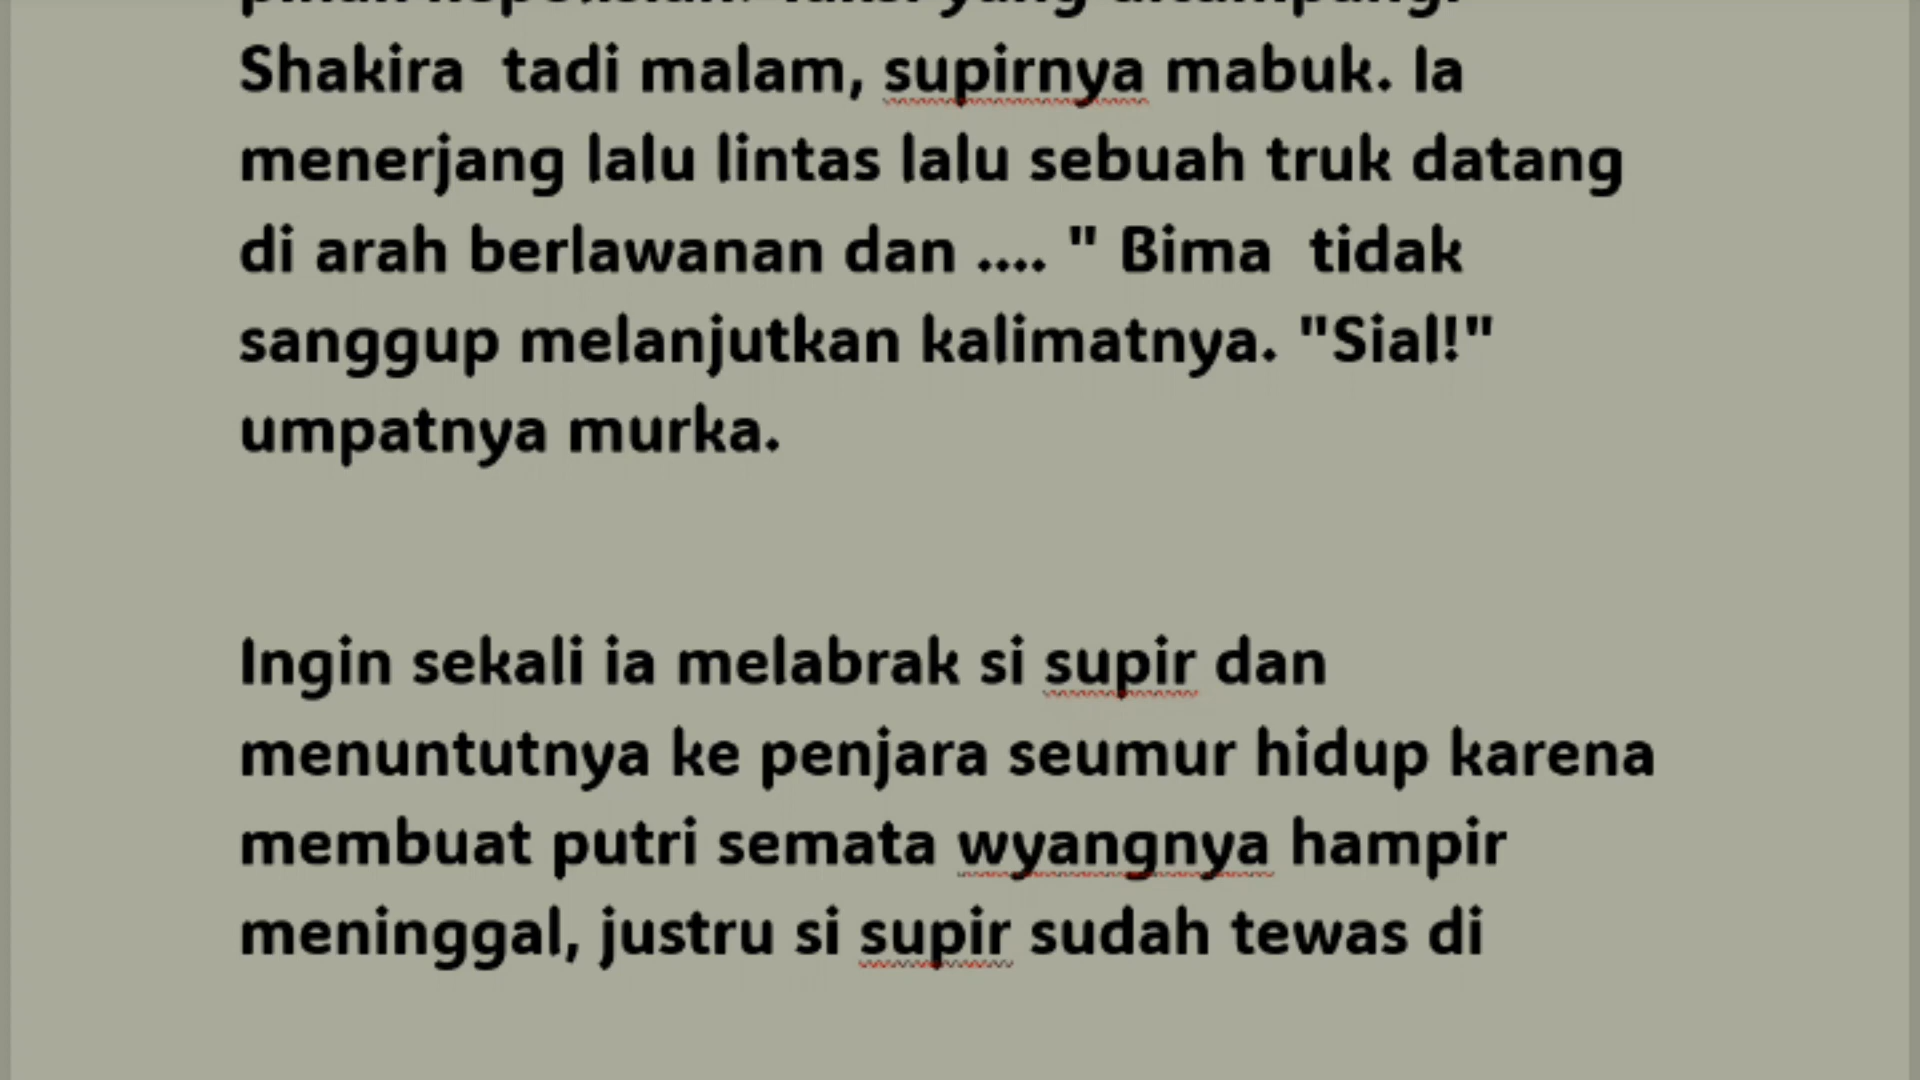 Shakira  tadi malam, supirnya mabuk. Ia
menerjang lalu lintas lalu sebuah truk datang
di arah berlawanan dan .... " Bima  tidak
sanggup melanjutkan kalimatnya. "Sial!"
umpatnya murka.
Ingin sekali ia melabrak si supir dan
menuntutnya ke penjara seumur hidup karena
membuat putri semata wyangnya hampir
meninggal, justru si supir sudah tewas di